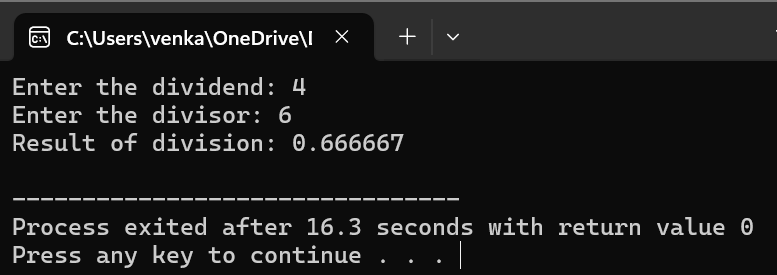 C:\Users\venka\OneDrive\I
Enter the dividend: 4
Enter the divisor: 6
Result of division: 0.666667
--------------------------------
Process exited after 16.3 seconds with return value 0
Press any key to continue . . .